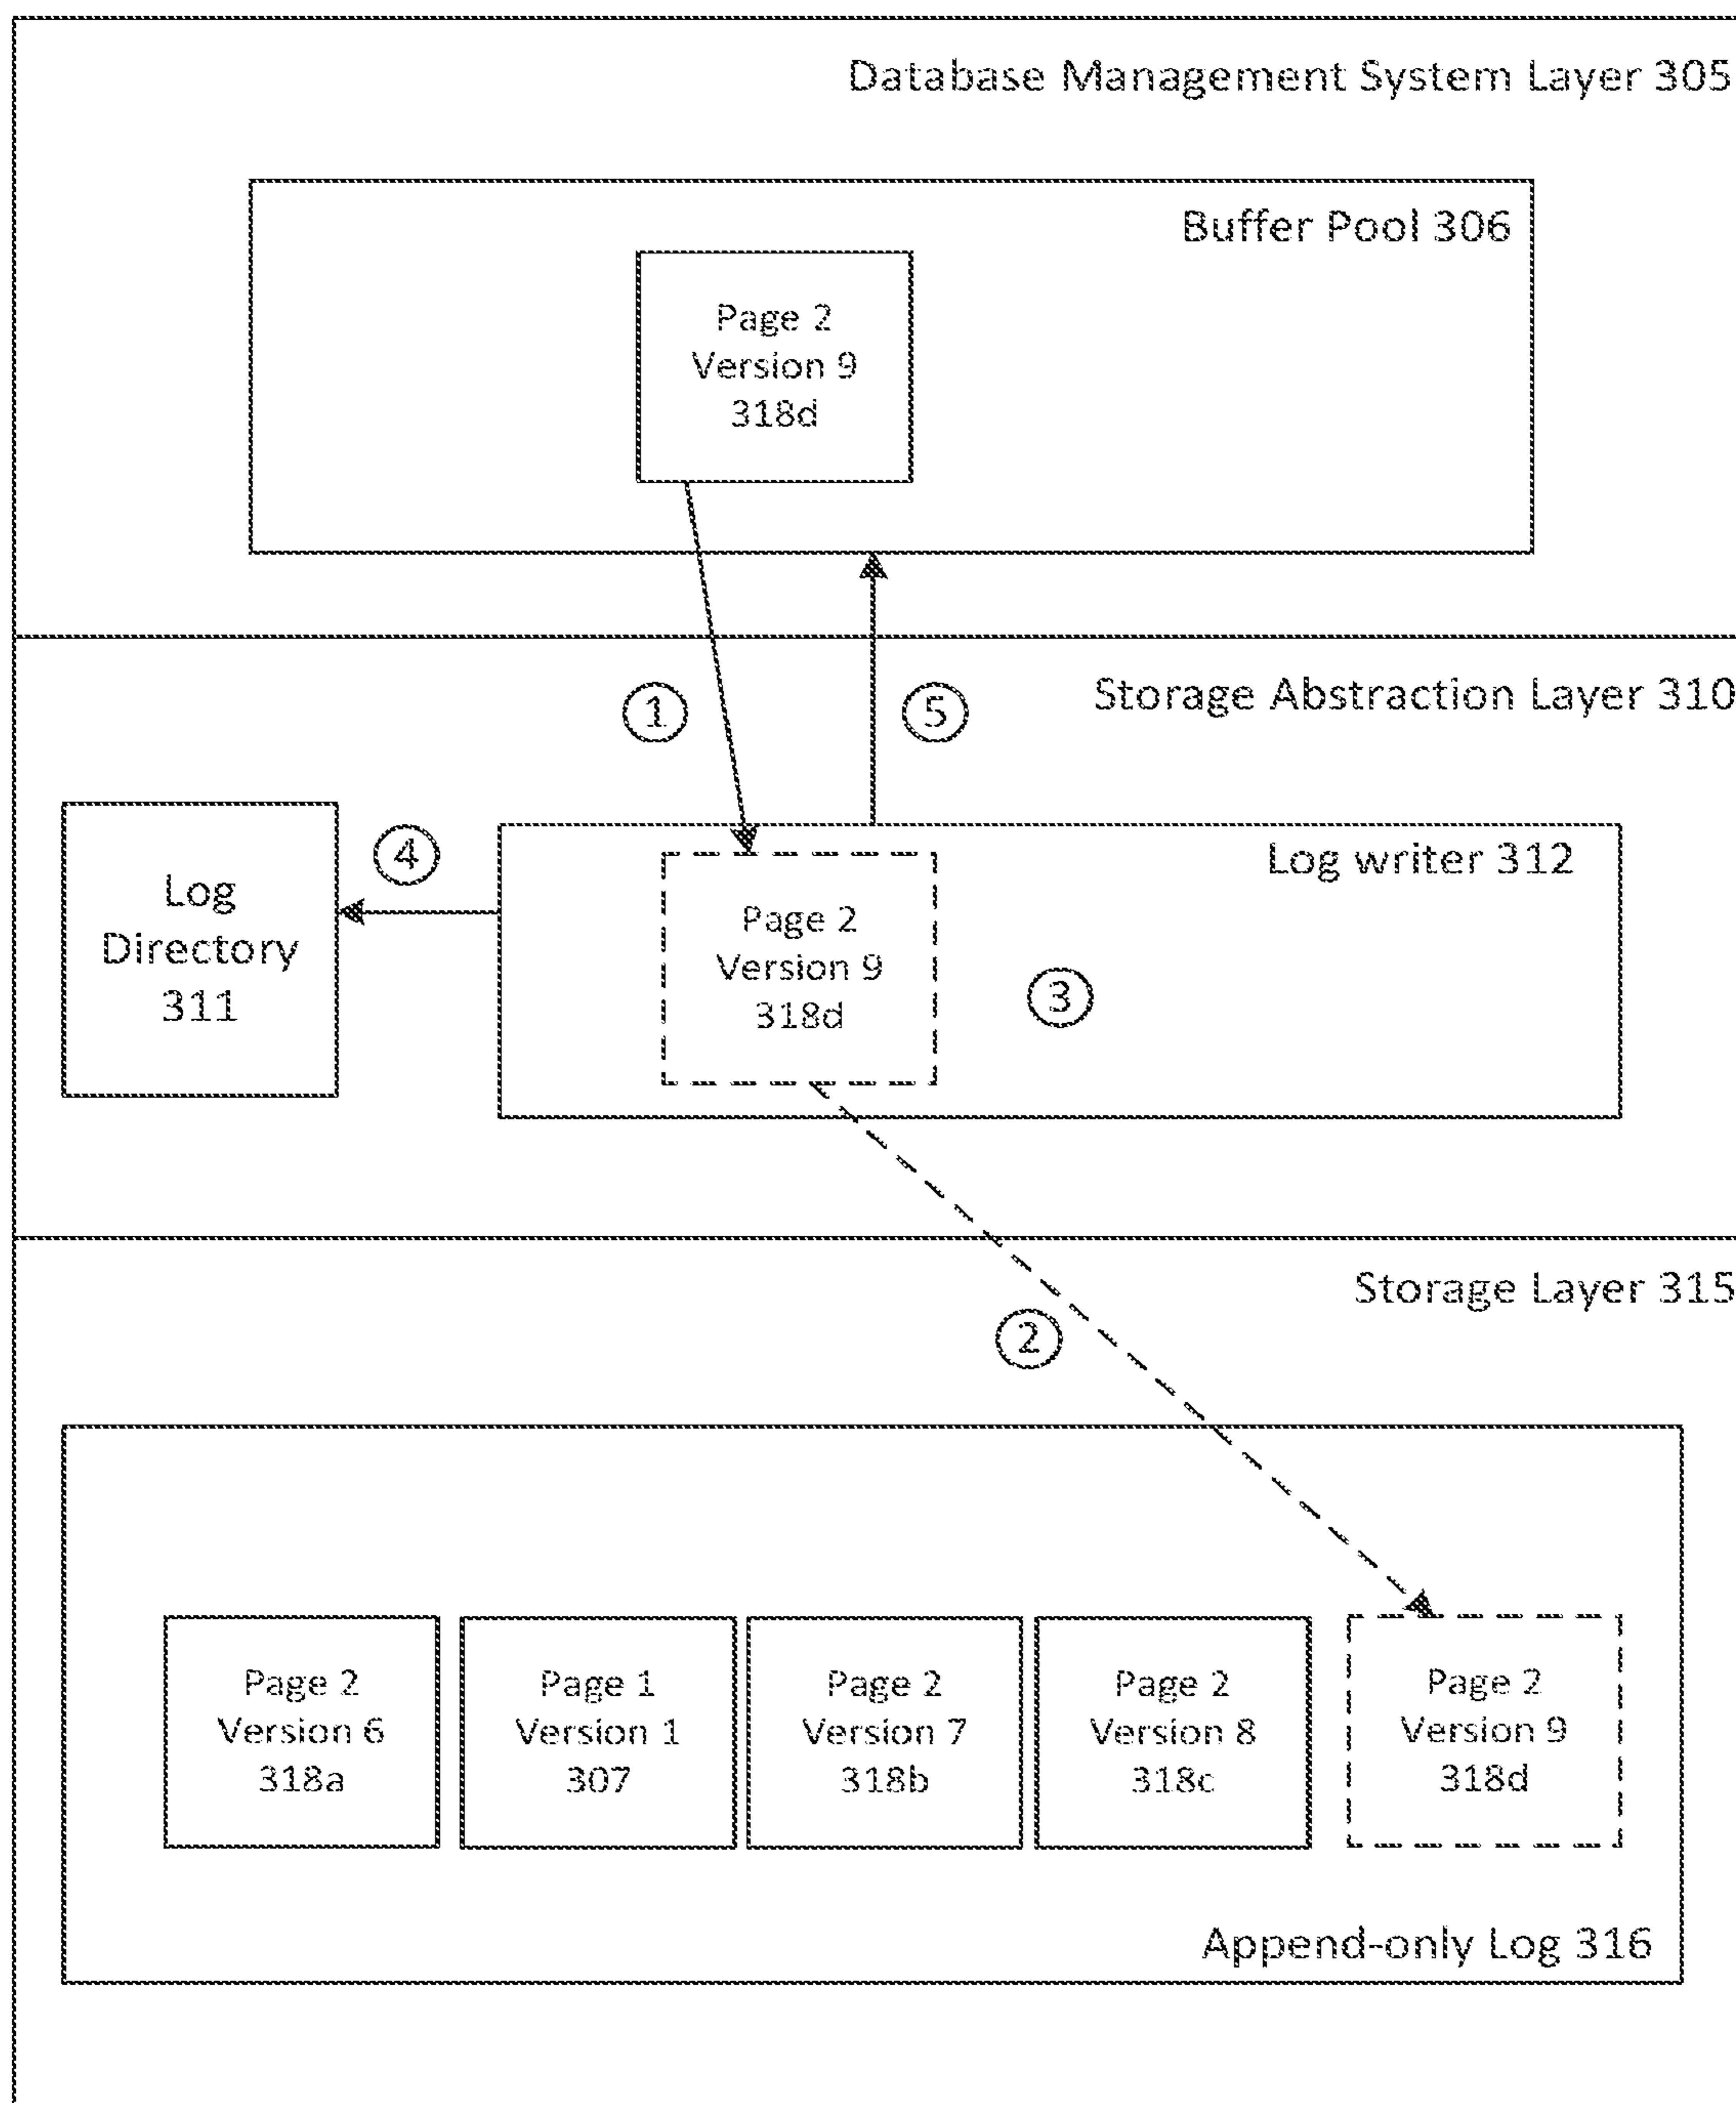 Database Management System Layer 305
Buffer Pool 306
Page 2
Version 9
318d
Storage Abstraction Layer 310
1
5
Log
Directory
311
4
Log writer 312
Page 2
Version 9
318d
3
Storage Layer 315
2
Page 2
Version 6
318a
Page 1
Version 1
307
Page 2
Version 7
318b
Page 2
Version 8
318c
Page 2
Version 9
318d
Append-only Log 316